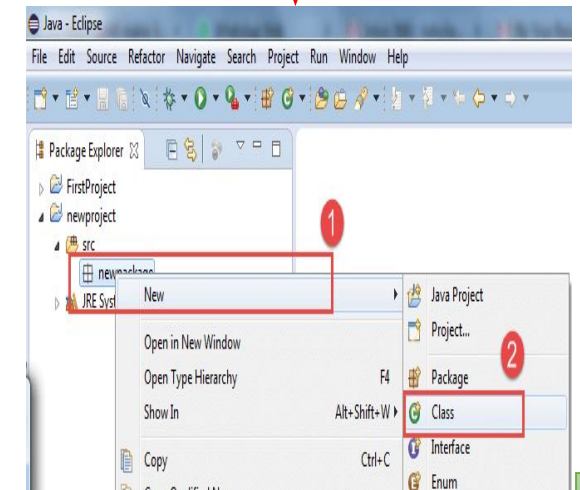 Java - Eclipse
File Edit Source Refactor Navigate Search Project Run Window Help
Package Explorer
FirstProject
newproject
src
newpackage
JRE Syst
1
New
Open in New Window
Open Type Hierarchy F4
Show In Alt+Shift+W
Copy Ctrl+C
Java Project
Project...
2
Package
Class
Interface
Enum